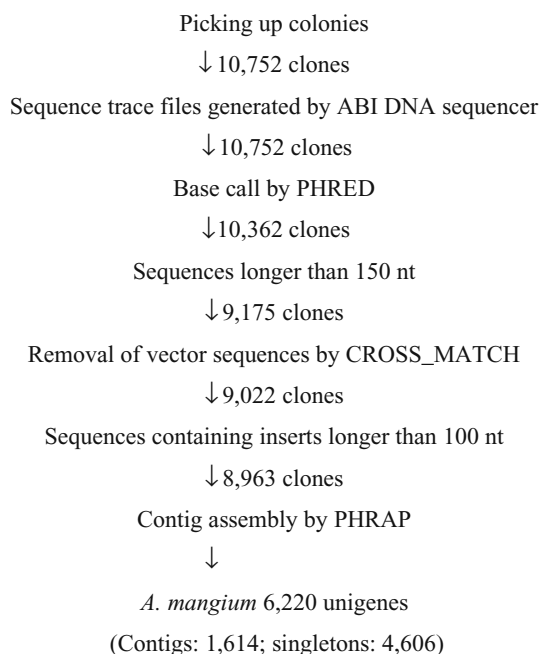 Picking up colonies
↓ 10,752 clones
Sequence trace files generated by ABI DNA sequencer
↓ 10,752 clones
Base call by PHRED
↓ 10,362 clones
Sequences longer than 150 nt
↓ 9,175 clones
Removal of vector sequences by CROSS_MATCH
↓ 9,022 clones
Sequences containing inserts longer than 100 nt
↓ 8,963 clones
Contig assembly by PHRAP
↓
A. mangium 6,220 unigenes
(Contigs: 1,614; singletons: 4,606)